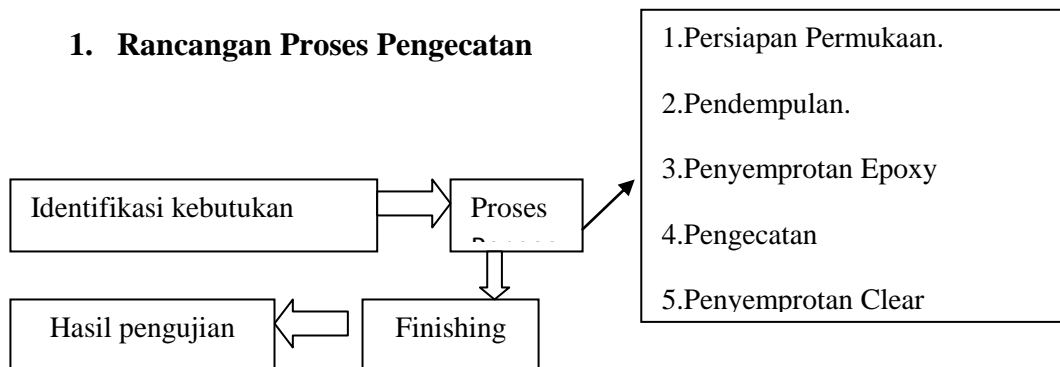 1. Rancangan Proses Pengecatan
Identifikasi kebutukan
Proses
1.Persiapan Permukaan.
2.Pendempulan.
3.Penyemprotan Epoxy
4.Pengecatan
5.Penyemprotan Clear
Hasil pengujian
Finishing